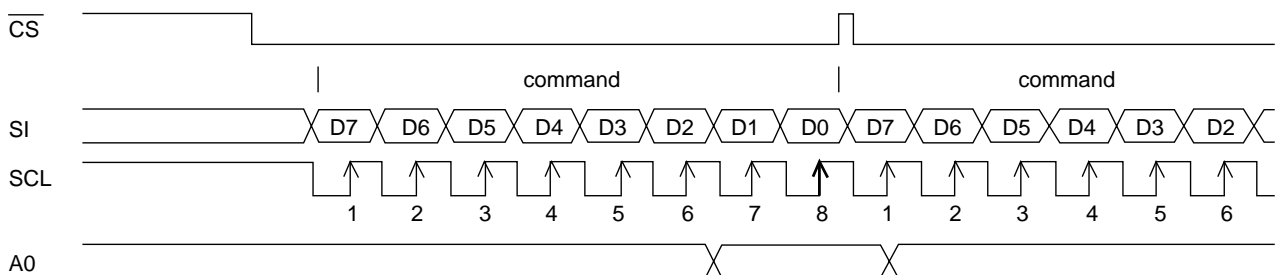 CS
command command
SI D7 D6 D5 D4 D3 D2 D1 D0 D7 D6 D5 D4 D3 D2
SCL
1 2 3 4 5 6 7 8 1 2 3 4 5 6
A0